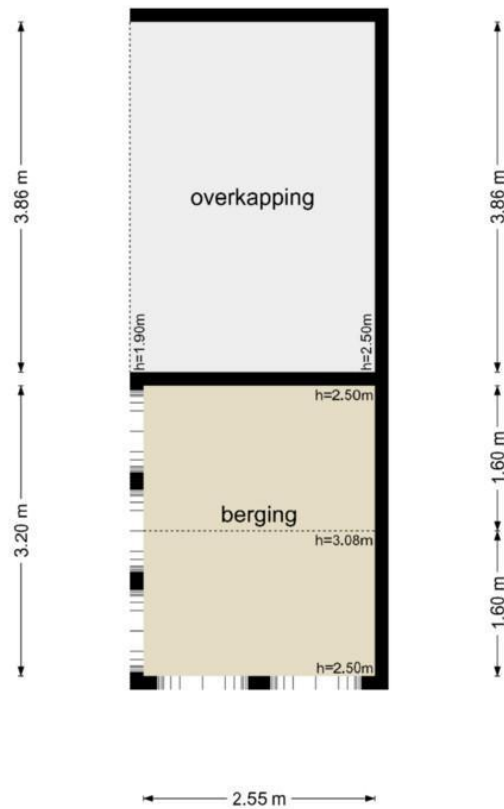 3.86 m
3.86 m
overkapping
h=1.90m
h=2.50m
h=2.50m
3.20 m
1.60 m
berging
h=3.08m
1.60 m
h=2.50m
2.55 m